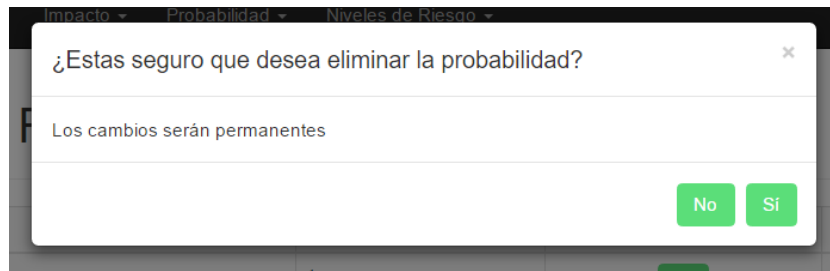 Impacto Probabilidad Niveles de Riesgo
¿Estas seguro que desea eliminar la probabilidad?
×
Los cambios serán permanentes
No Sí